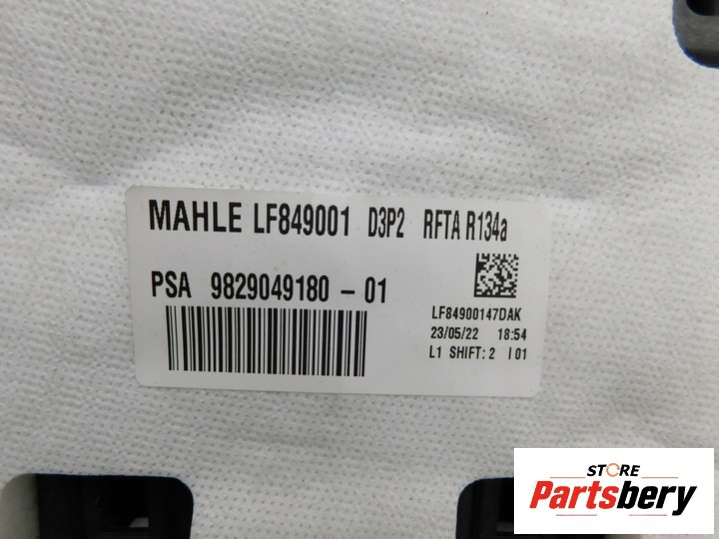 MAHLE LF849001 D3P2 RFTA R134a
PSA 9829049180 - 01
LF84900147DAK
23/05/22 18:54
L1 SHIFT: 2 I 01
STORE
Partsbery